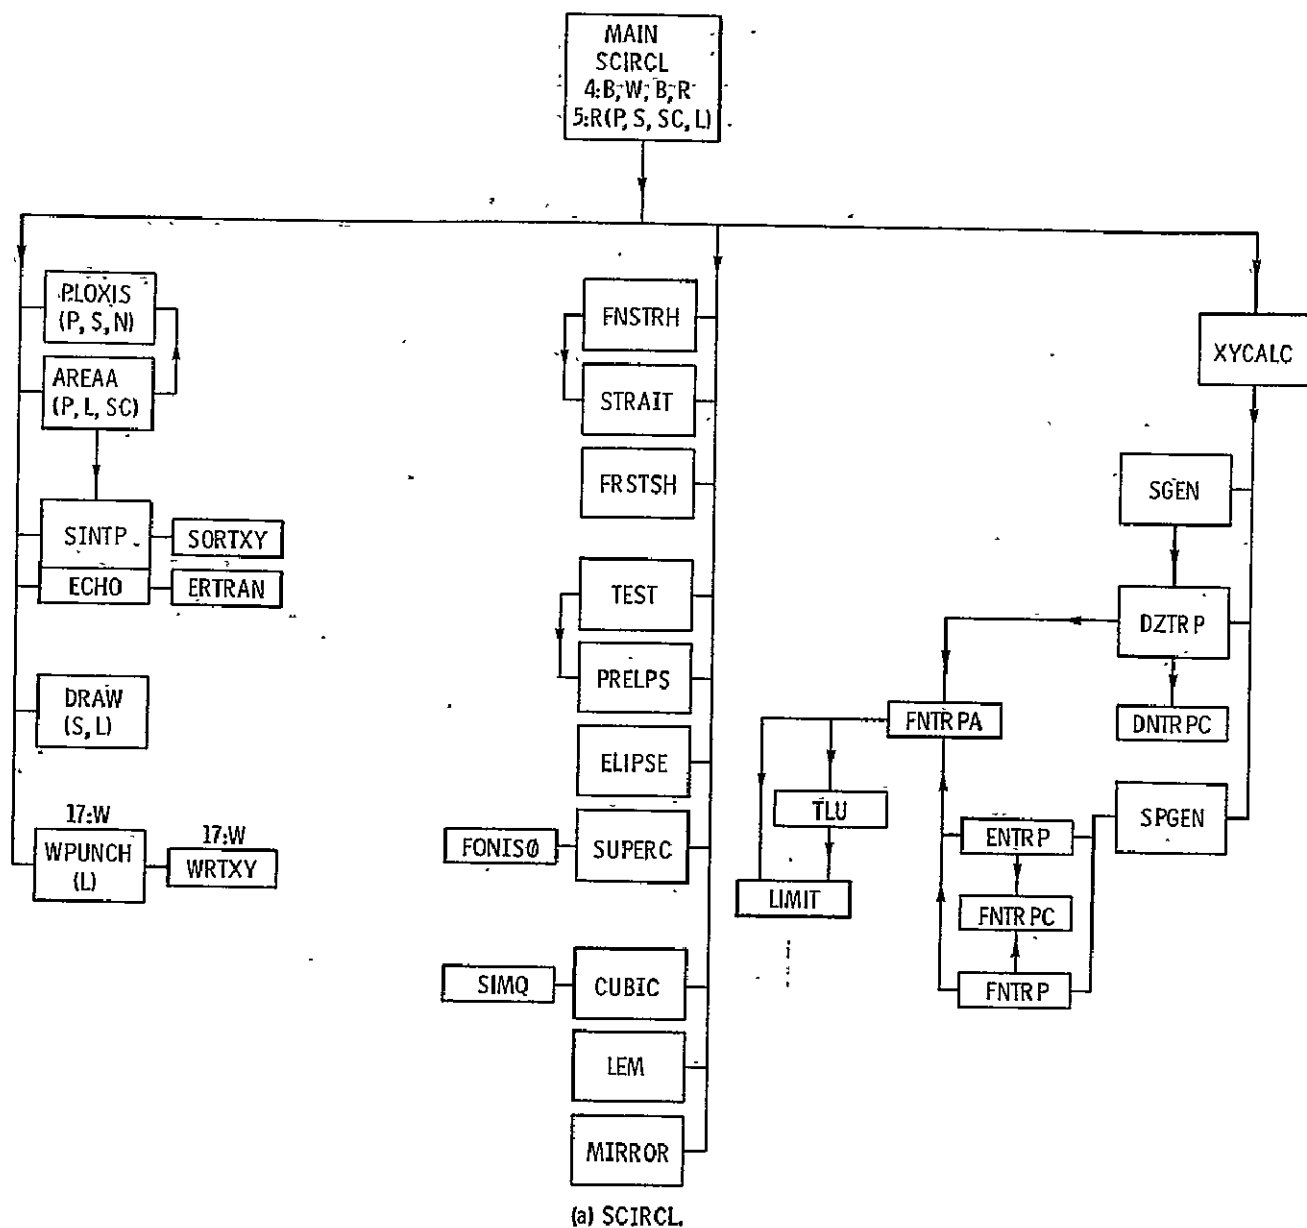 MAIN
SCIRCL
4:B, W, B, R
5:R(P, S, SC, L)
PLOXIS
(P, S, N)
AREAA
(P, L, SC)
SINTP
SORTXY
ECHO
ERTRAN
DRAW
(S, L)
17:W
WPUNCH
(L)
17:W
WRTXY
FNSTRH
STRAIT
FRSTSH
TEST
PRELPS
ELIPSE
FONISØ
SUPERC
SIMQ
CUBIC
LEM
MIRROR
XYCALC
SGEN
DZTRP
DNTRPC
FNTRPA
TLU
LIMIT
SPGEN
ENTRP
FNTRPC
FNTRP
(a) SCIRCL.